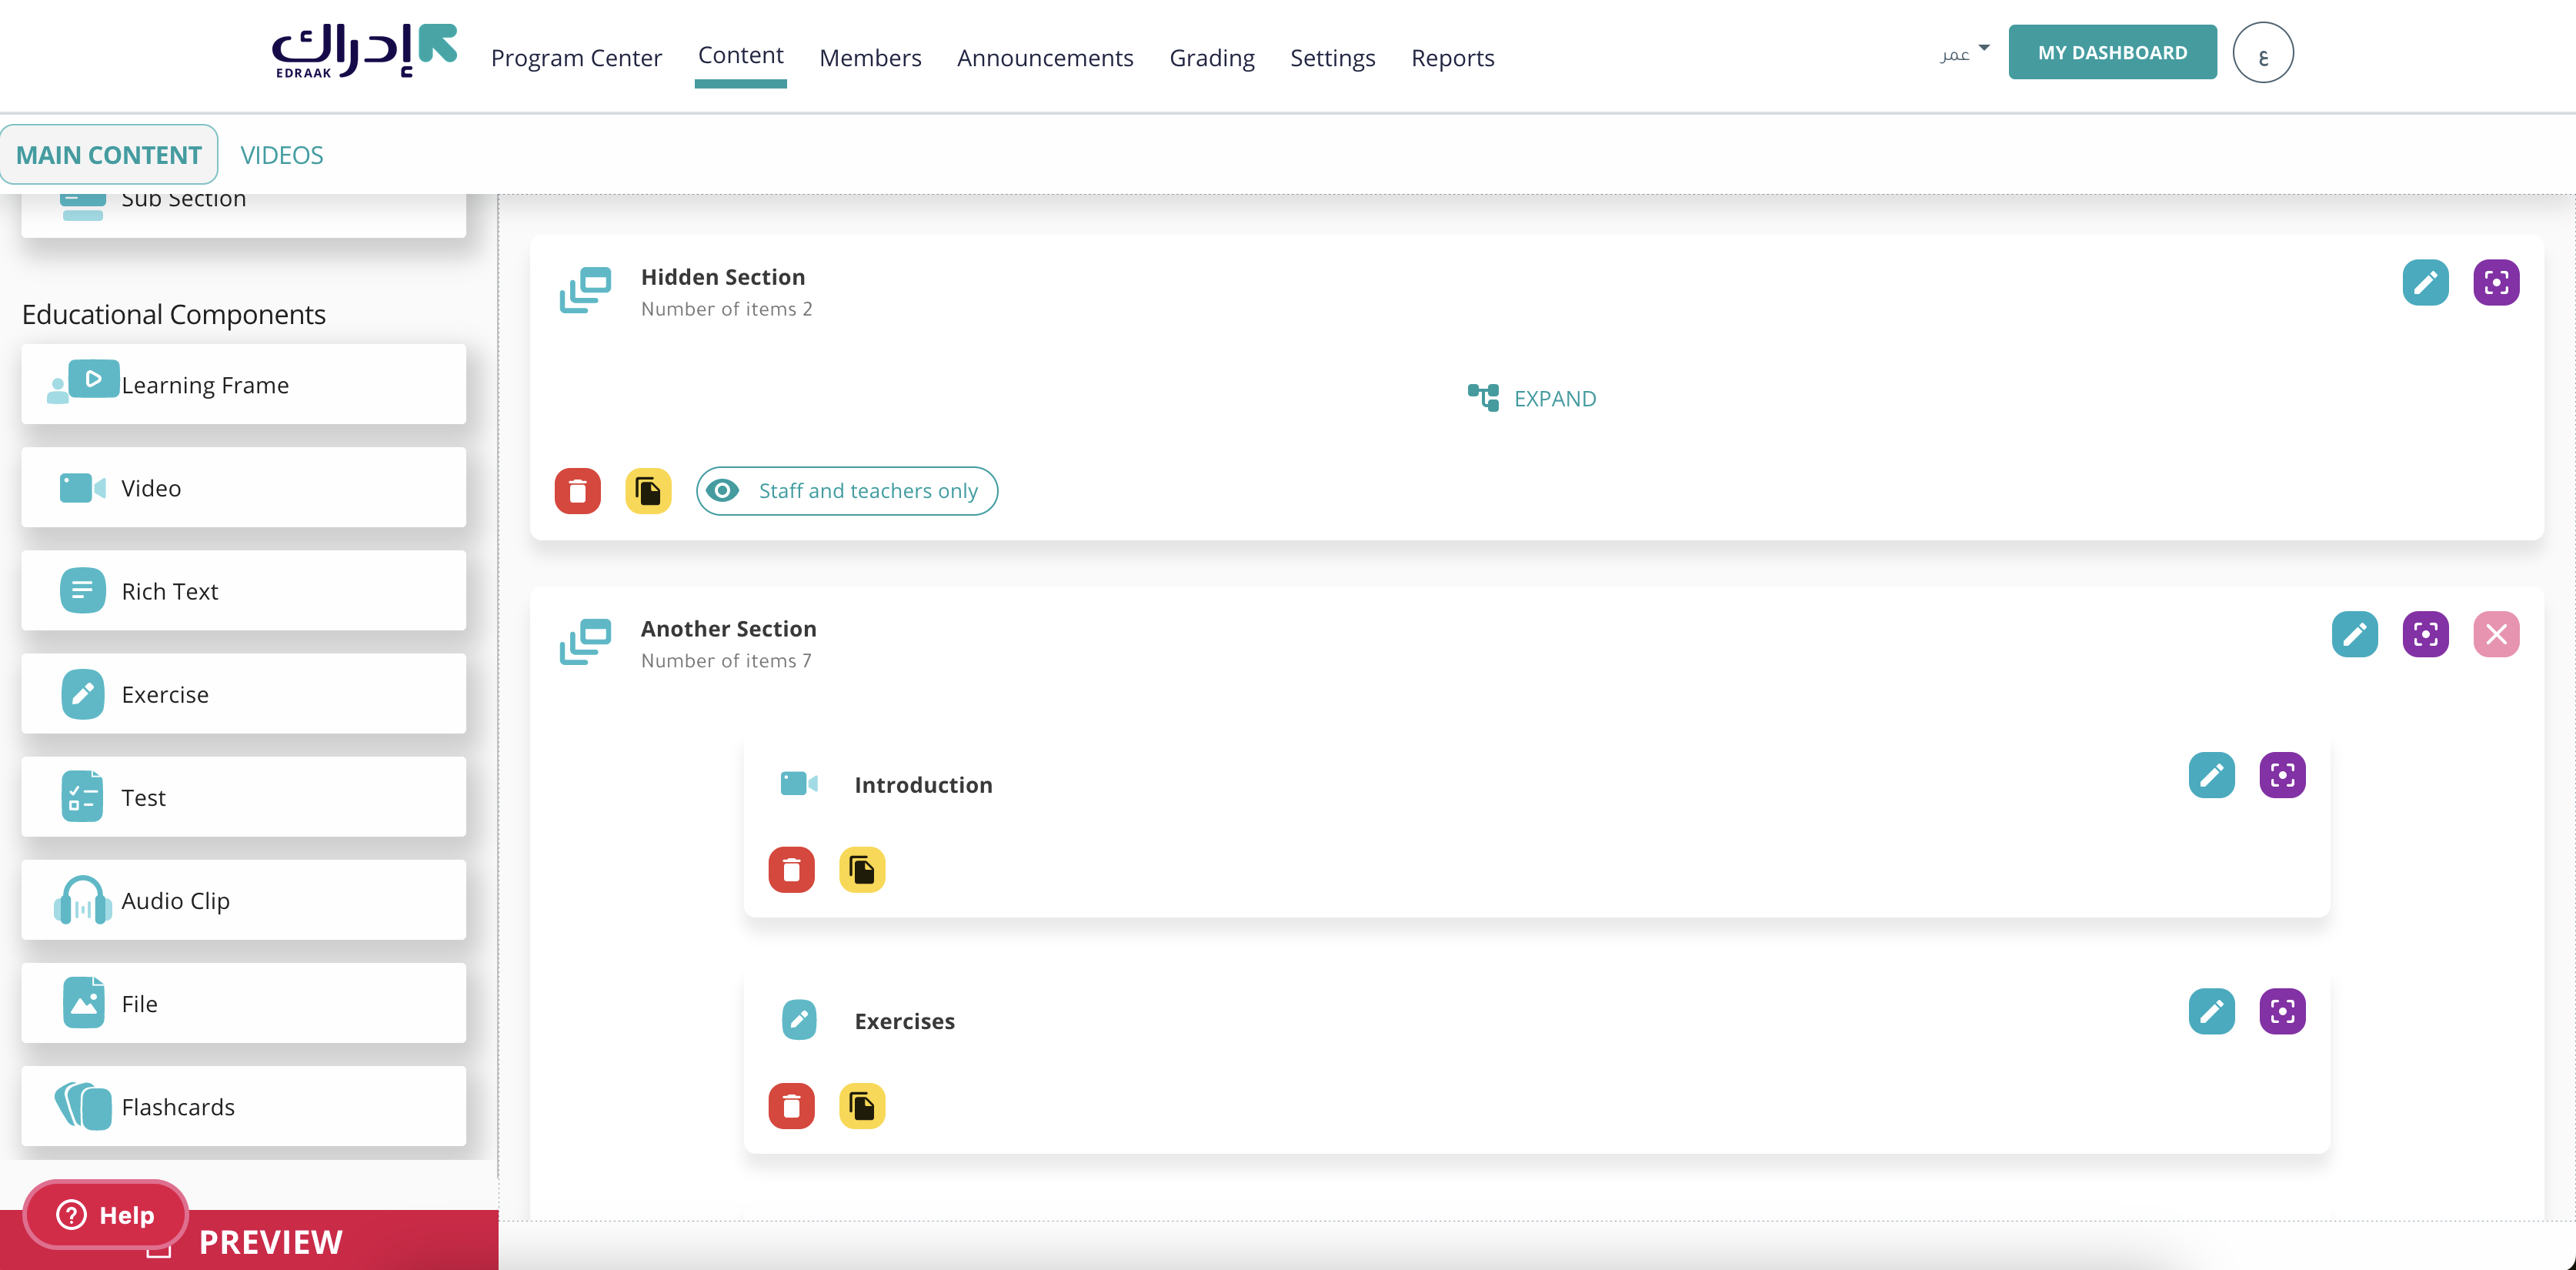 إدراك
EDRAAK
Program Center
Content
Members
Announcements
Grading
Settings
Reports
عمر
MY DASHBOARD
ع
MAIN CONTENT
VIDEOS
Sub Section
Educational Components
Learning Frame
Video
Rich Text
Exercise
Test
Audio Clip
File
Flashcards
Help
PREVIEW
Hidden Section
Number of items 2
EXPAND
Staff and teachers only
Another Section
Number of items 7
Introduction
Exercises